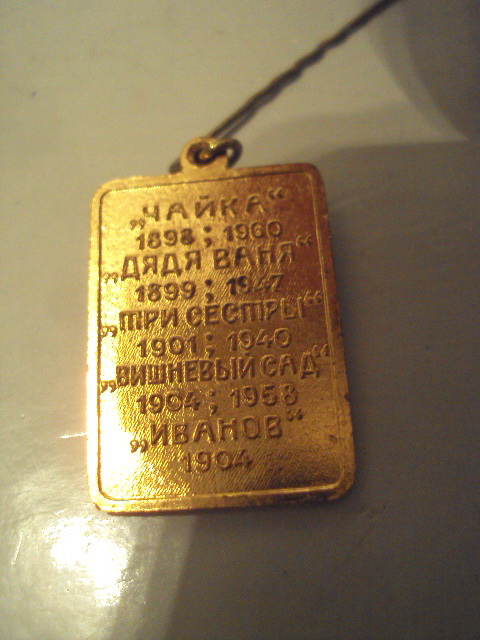 „ЧАЙКА“
1898; 1960
„ДЯДЯ ВАНЯ“
1899; 1947
„ТРИ СЕСТРЫ“
1901; 1940
„ВИШНЕВЫЙ САД“
1904; 1958
„ИВАНОВ“
1904